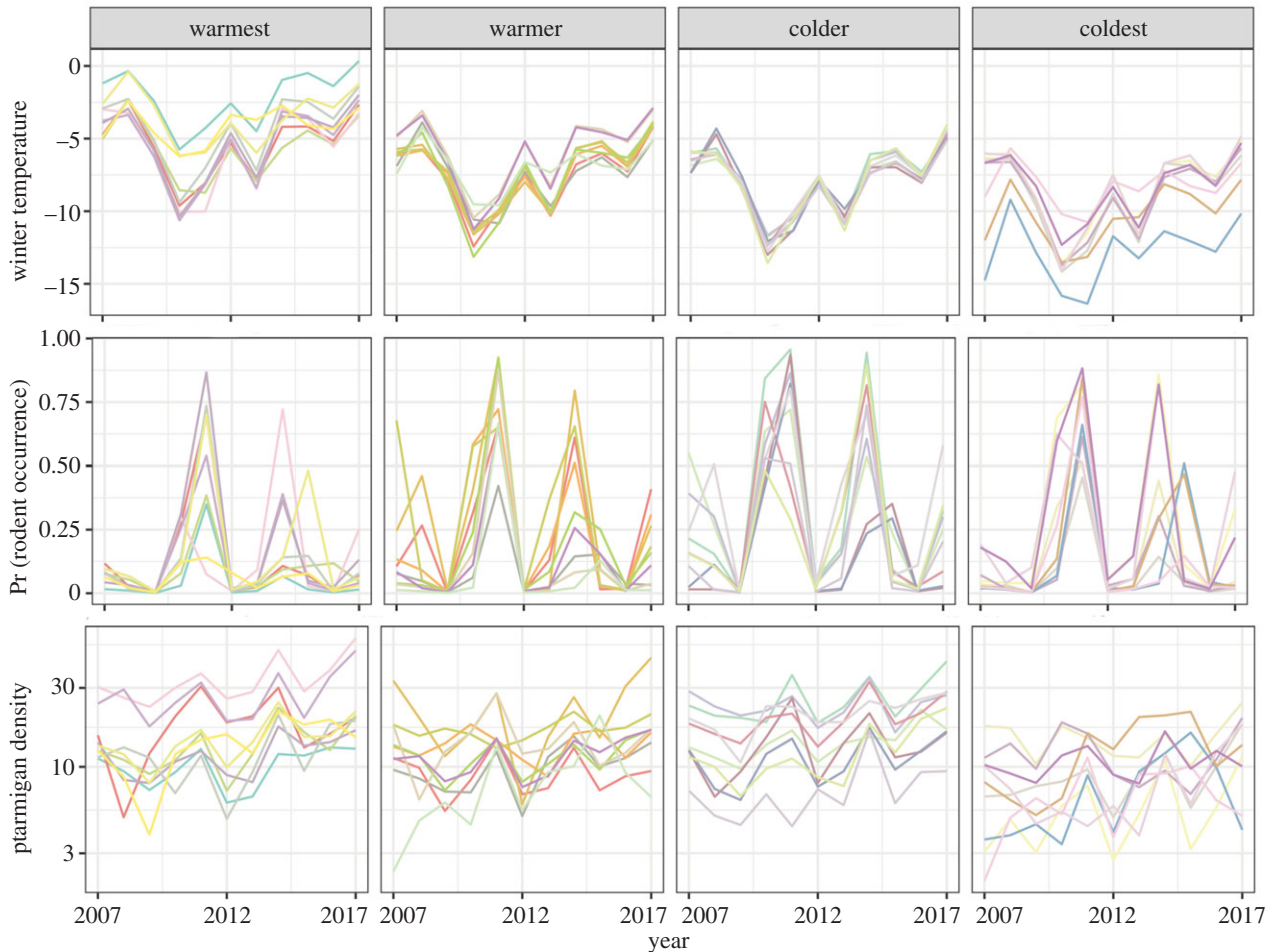 warmest warmer colder coldest
winter temperature
0
–5
–10
–15
Pr (rodent occurrence)
1.00
0.75
0.50
0.25
0
ptarmigan density
30
10
3
2007 2012 2017 2007 2012 2017 2007 2012 2017 2007 2012 2017
year